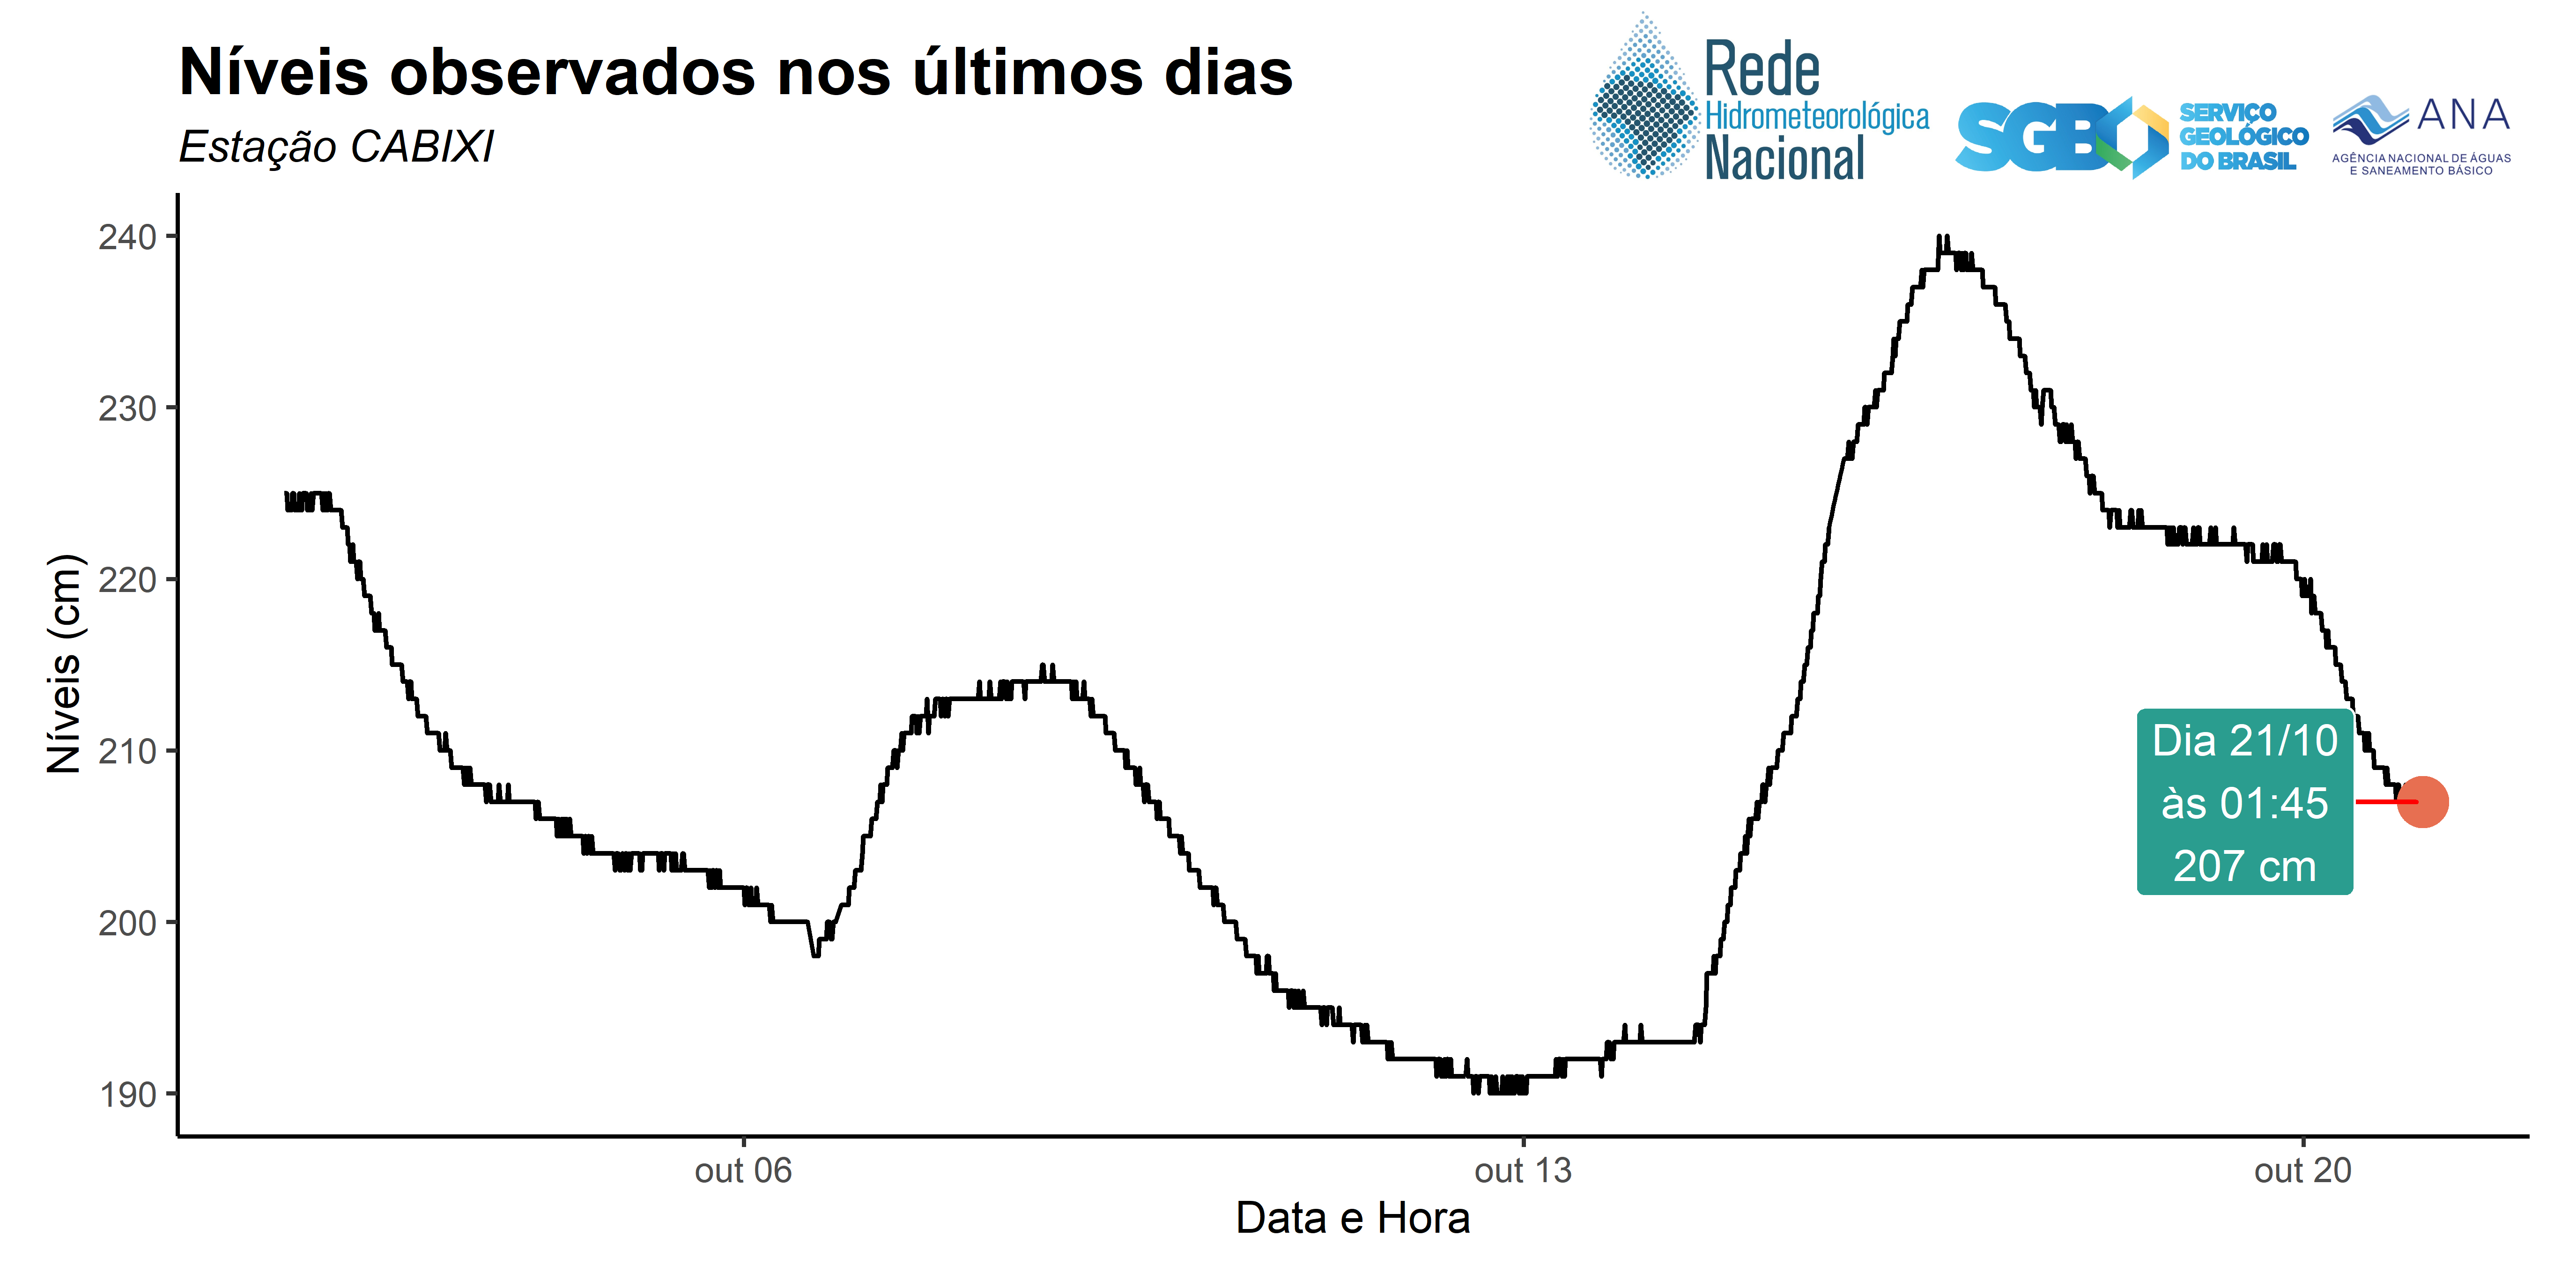 Níveis observados nos últimos dias
Estação CABIXI
Rede
Hidrometeorológica
Nacional
SGB
SERVIÇO
GEOLÓGICO
DO BRASIL
ANA
AGÊNCIA NACIONAL DE ÁGUAS
E SANEAMENTO BÁSICO
Níveis (cm)
240
230
220
210
200
190
Dia 21/10
às 01:45
207 cm
out 06
out 13
out 20
Data e Hora